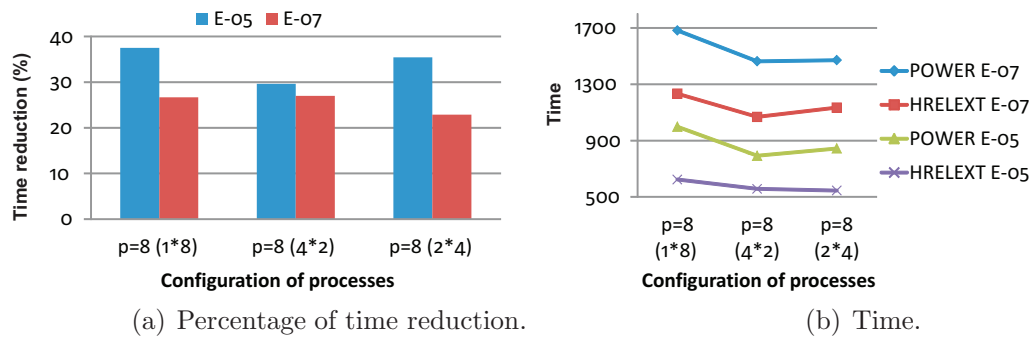 E-05 E-07
Time reduction (%)
40
30
20
10
0
p=8 (1*8) p=8 (4*2) p=8 (2*4)
Configuration of processes
(a) Percentage of time reduction.
Time
1700
1300
900
500
p=8 p=8 p=8
(1*8) (4*2) (2*4)
Configuration of processes
POWER E-07
HRELEXT E-07
POWER E-05
HRELEXT E-05
(b) Time.